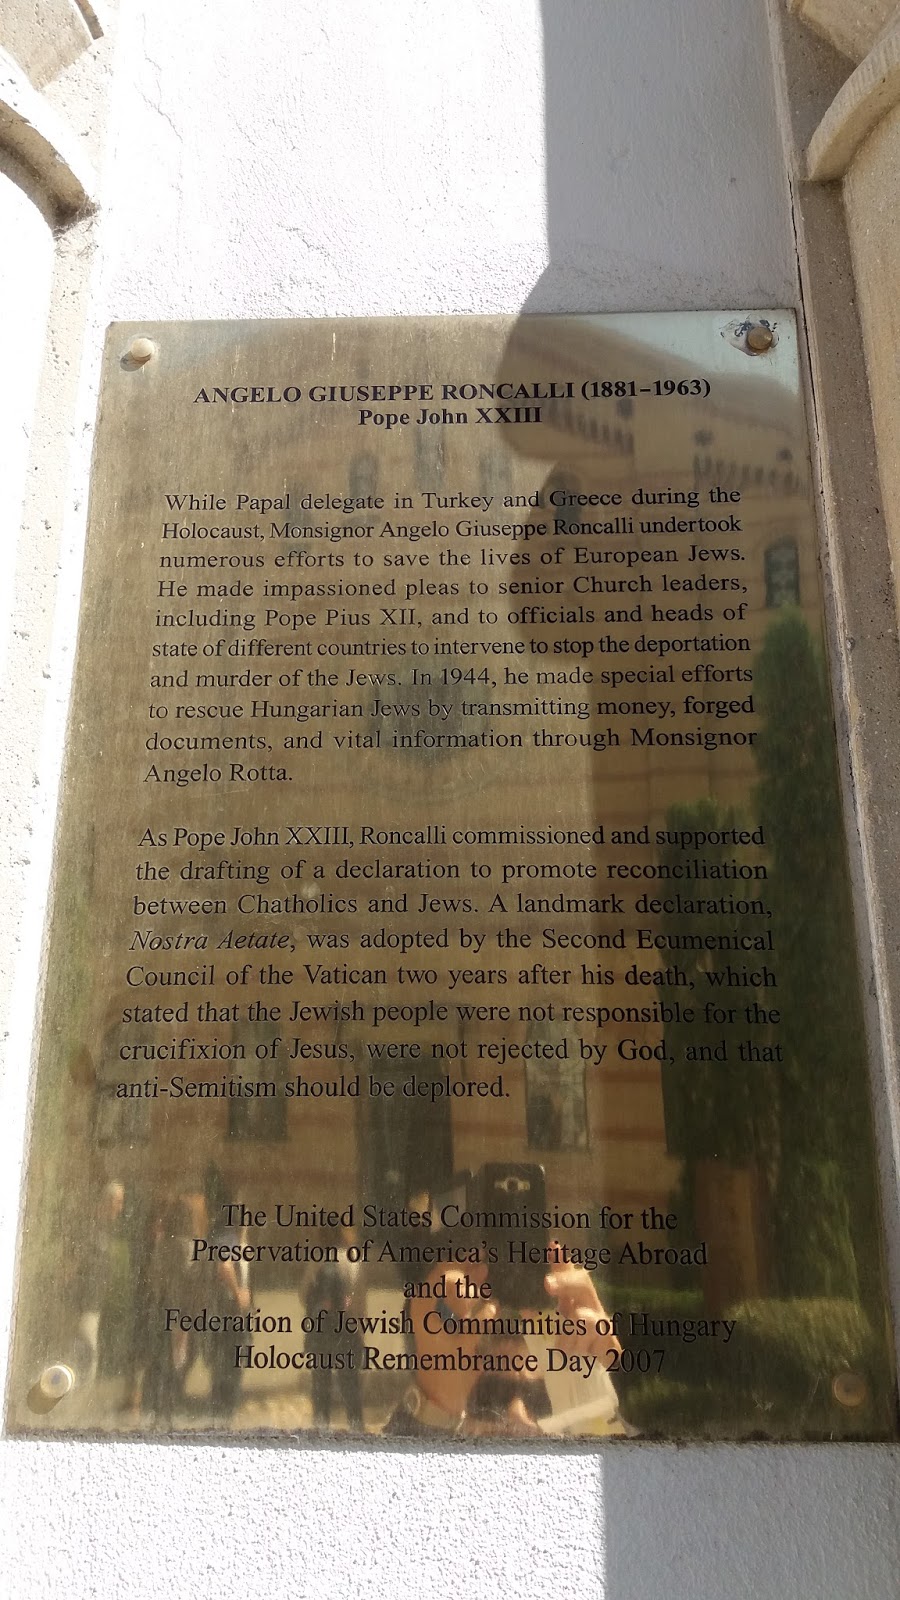 ANGELO GIUSEPPE RONCALLI (1881–1963)
Pope John XXIII
While Papal delegate in Turkey and Greece during the
Holocaust, Monsignor Angelo Giuseppe Roncalli undertook
numerous efforts to save the lives of European Jews.
He made impassioned pleas to senior Church leaders,
including Pope Pius XII, and to officials and heads of
state of different countries to intervene to stop the deportation
and murder of the Jews. In 1944, he made special efforts
to rescue Hungarian Jews by transmitting money, forged
documents, and vital information through Monsignor
Angelo Rotta.
As Pope John XXIII, Roncalli commissioned and supported
the drafting of a declaration to promote reconciliation
between Chatholics and Jews. A landmark declaration,
Nostra Aetate, was adopted by the Second Ecumenical
Council of the Vatican two years after his death, which
stated that the Jewish people were not responsible for the
crucifixion of Jesus, were not rejected by God, and that
anti-Semitism should be deplored.
The United States Commission for the
Preservation of America's Heritage Abroad
and the
Federation of Jewish Communities of Hungary
Holocaust Remembrance Day 2007